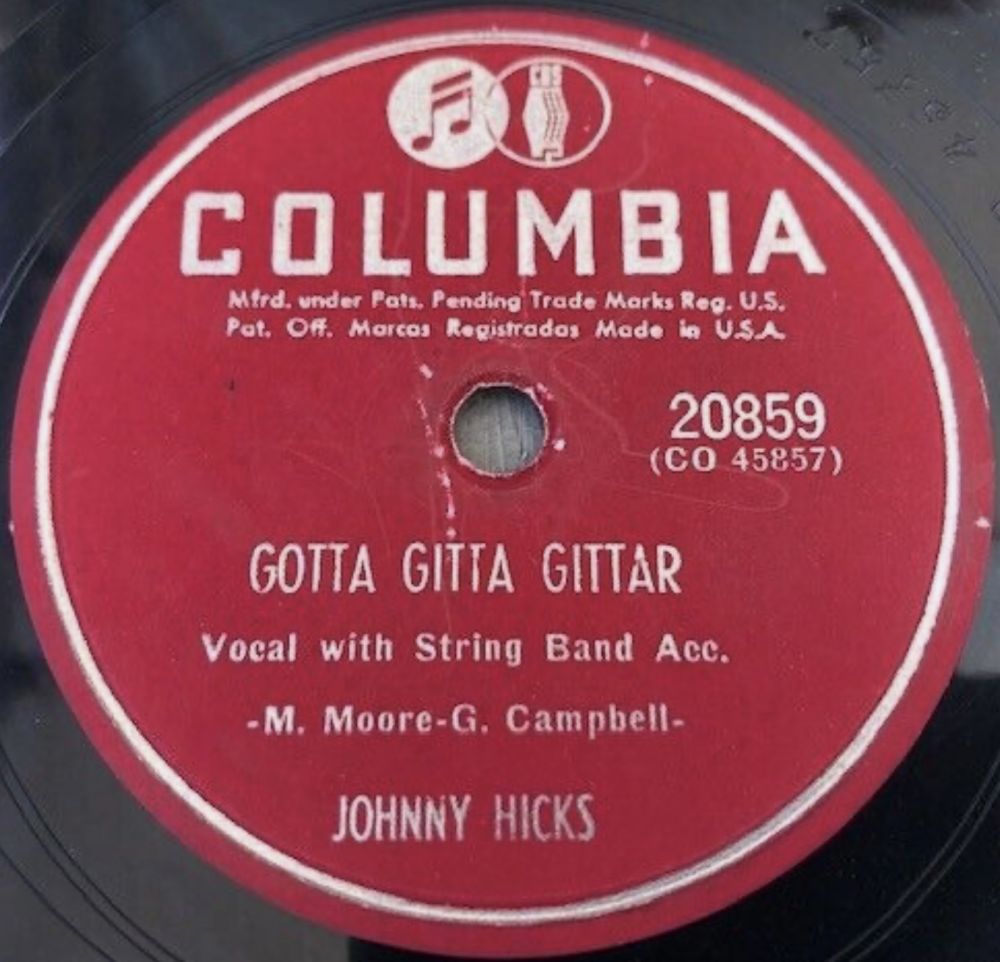 CBS
COLUMBIA
Mfrd. under Pats. Pending Trade Marks Reg. U.S.
Pat. Off. Marcas Registradas Made in U.S.A.
20859
(CO 45857)
GOTTA GITTA GITTAR
Vocal with String Band Acc.
-M. Moore-G. Campbell-
JOHNNY HICKS